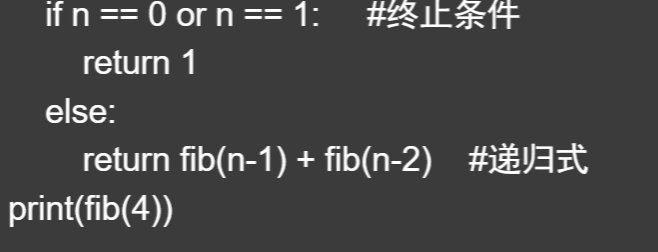 if n == 0 or n == 1: #终止条件
return 1
else:
return fib(n-1) + fib(n-2) #递归式
print(fib(4))